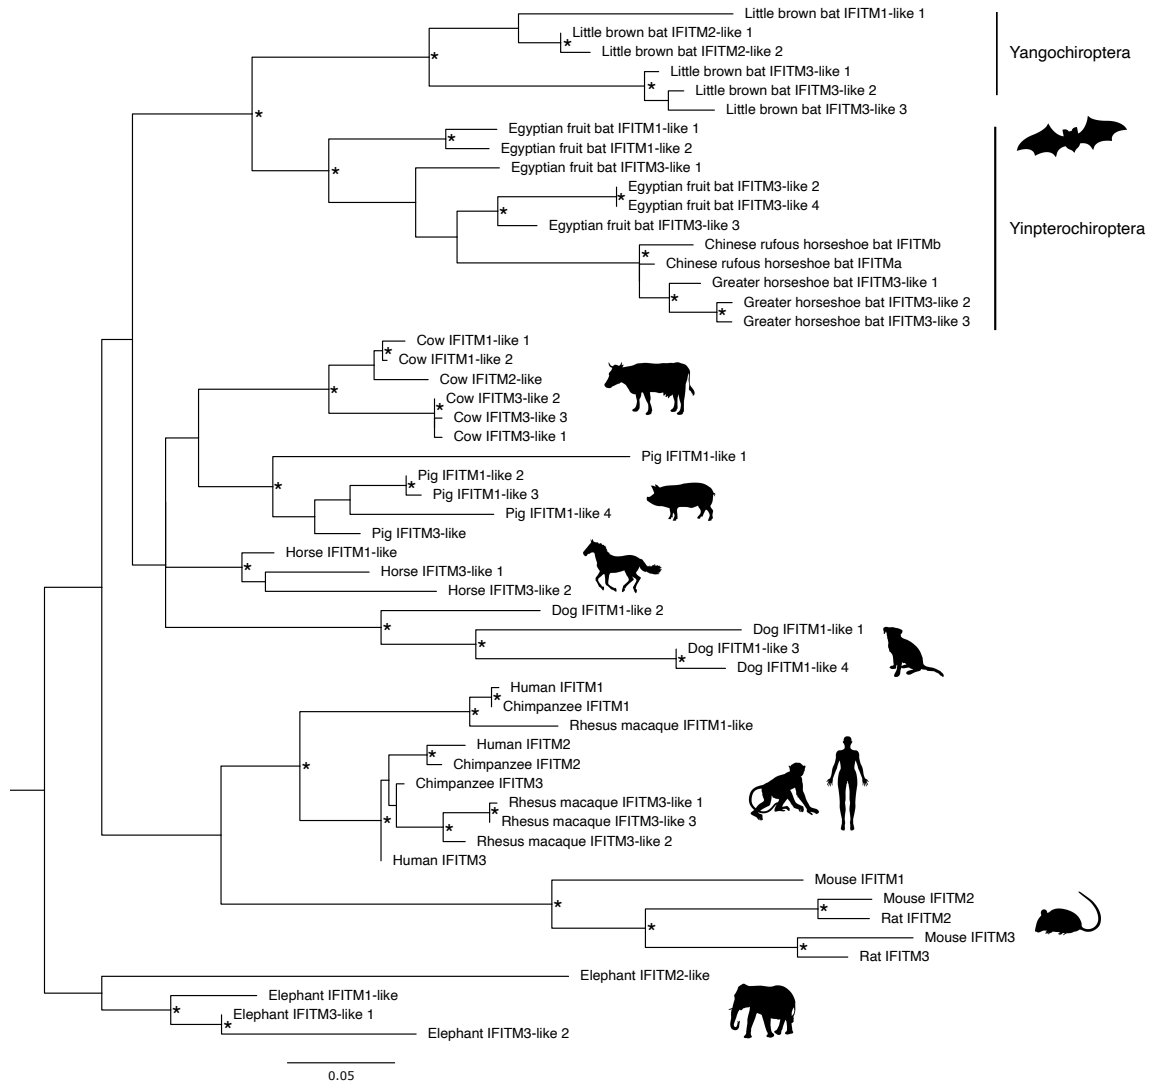 Little brown bat IFITM1-like 1
Little brown bat IFITM2-like 1
*
Little brown bat IFITM2-like 2
*
Yangochiroptera
Little brown bat IFITM3-like 1
*
Little brown bat IFITM3-like 2
Little brown bat IFITM3-like 3
*
Egyptian fruit bat IFITM1-like 1
*
Egyptian fruit bat IFITM1-like 2
Egyptian fruit bat IFITM3-like 1
*
Egyptian fruit bat IFITM3-like 2
*
Egyptian fruit bat IFITM3-like 4
*
Egyptian fruit bat IFITM3-like 3
Yinpterochiroptera
Chinese rufous horseshoe bat IFITMb
*
Chinese rufous horseshoe bat IFITMa
Greater horseshoe bat IFITM3-like 1
*
Greater horseshoe bat IFITM3-like 2
*
Greater horseshoe bat IFITM3-like 3
Cow IFITM1-like 1
*
Cow IFITM1-like 2
Cow IFITM2-like
*
Cow IFITM3-like 2
*
Cow IFITM3-like 3
Cow IFITM3-like 1
Pig IFITM1-like 1
Pig IFITM1-like 2
*
*
Pig IFITM1-like 3
Pig IFITM1-like 4
Pig IFITM3-like
Horse IFITM1-like
*
Horse IFITM3-like 1
Horse IFITM3-like 2
Dog IFITM1-like 2
*
Dog IFITM1-like 1
*
Dog IFITM1-like 3
*
Dog IFITM1-like 4
Human IFITM1
*
Chimpanzee IFITM1
*
Rhesus macaque IFITM1-like
Human IFITM2
*
Chimpanzee IFITM2
*
Chimpanzee IFITM3
Rhesus macaque IFITM3-like 1
*
Rhesus macaque IFITM3-like 3
*
*
Rhesus macaque IFITM3-like 2
Human IFITM3
Mouse IFITM1
Mouse IFITM2
*
*
Rat IFITM2
*
Mouse IFITM3
*
Rat IFITM3
Elephant IFITM2-like
Elephant IFITM1-like
*
Elephant IFITM3-like 1
*
Elephant IFITM3-like 2
0.05